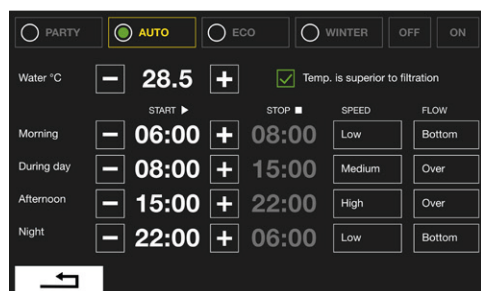 PARTY AUTO ECO WINTER OFF ON
Water °C 28.5 Temp. is superior to filtration
START STOP SPEED FLOW
Morning 06:00 08:00 Low Bottom
During day 08:00 15:00 Medium Over
Afternoon 15:00 22:00 High Over
Night 22:00 06:00 Low Bottom